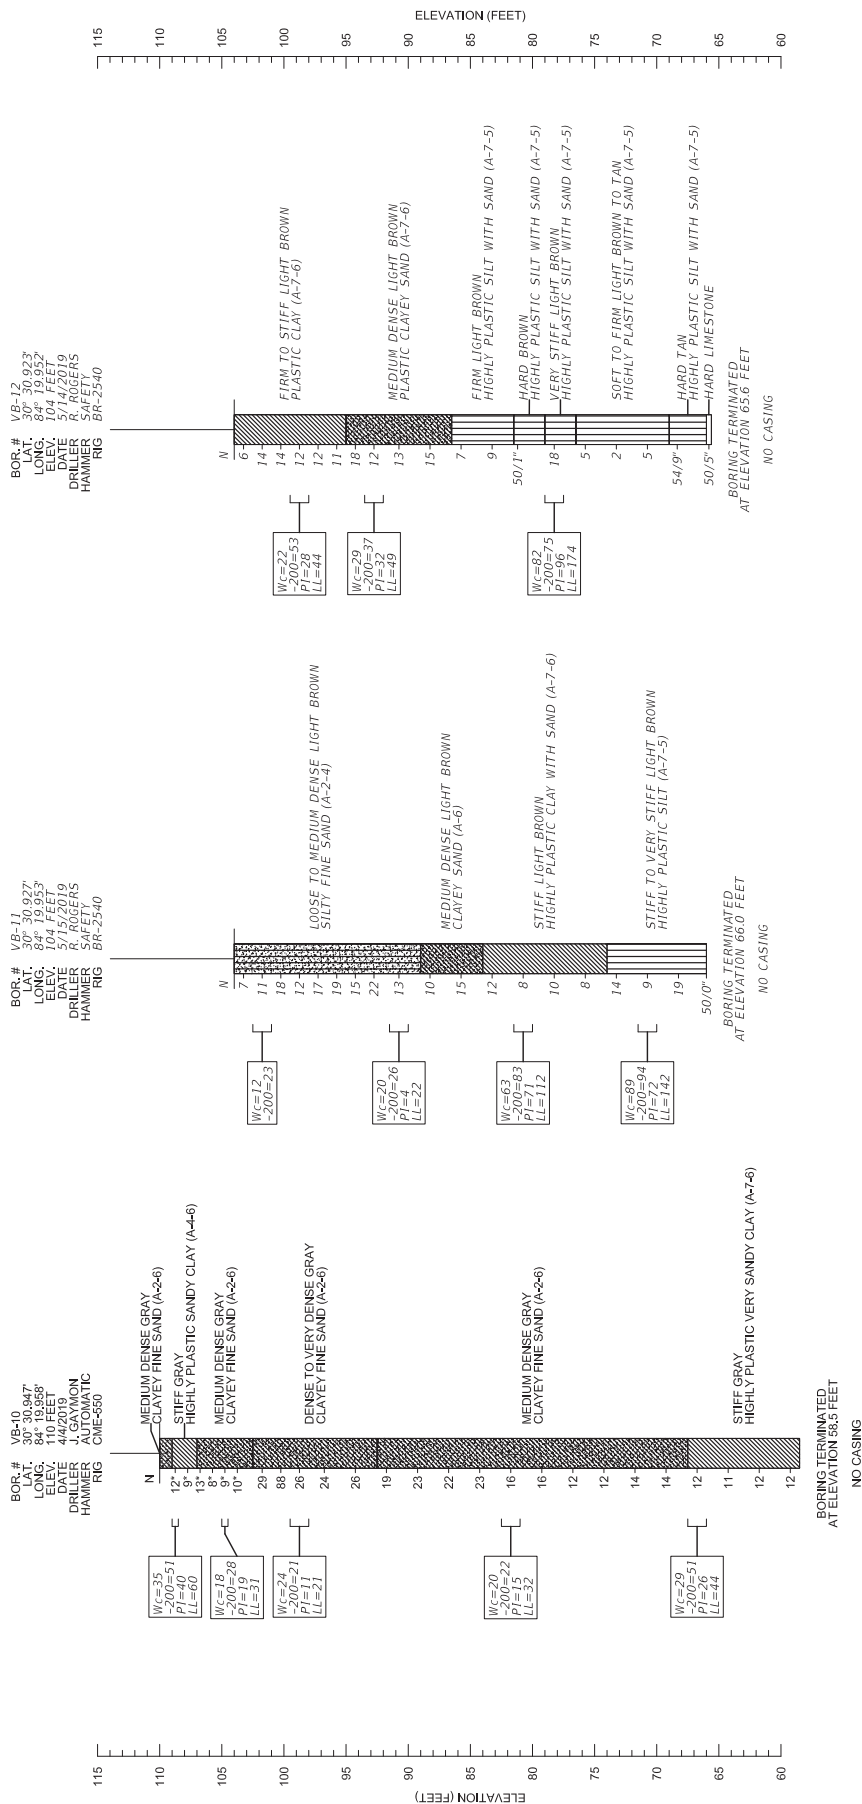 ELEVATION (FEET)
115
110
105
100
95
90
85
80
75
70
65
60
BOR. # VB-10
LAT. 30° 30.947'
LONG. 84° 19.958'
ELEV. 110 FEET
DATE 4/4/2019
DRILLER J. GAYMON
HAMMER AUTOMATIC
RIG CME-550
N
12*
9*
13*
8*
9*
10*
29
88
26
24
26
19
23
22
23
16
16
12
12
14
14
12
11
12
12
Wc=35
-200=51
PI=40
LL=60
Wc=18
-200=28
PI=19
LL=31
Wc=24
-200=21
PI=11
LL=21
Wc=20
-200=22
PI=15
LL=32
Wc=29
-200=51
PI=26
LL=44
MEDIUM DENSE GRAY
CLAYEY FINE SAND (A-2-6)
STIFF GRAY
HIGHLY PLASTIC SANDY CLAY (A-4-6)
MEDIUM DENSE GRAY
CLAYEY FINE SAND (A-2-6)
DENSE TO VERY DENSE GRAY
CLAYEY FINE SAND (A-2-6)
MEDIUM DENSE GRAY
CLAYEY FINE SAND (A-2-6)
STIFF GRAY
HIGHLY PLASTIC VERY SANDY CLAY (A-7-6)
BORING TERMINATED
AT ELEVATION 58.5 FEET
NO CASING
BOR. # VB-11
LAT. 30° 30.927'
LONG. 84° 19.953'
ELEV. 104 FEET
DATE 5/15/2019
DRILLER R. ROGERS
HAMMER SAFETY
RIG BR-2540
N
7
11
18
12
17
19
15
22
13
10
15
12
8
10
8
14
9
19
50/0"
Wc=12
-200=23
Wc=20
-200=26
PI=4
LL=22
Wc=63
-200=83
PI=71
LL=112
Wc=89
-200=94
PI=72
LL=142
LOOSE TO MEDIUM DENSE LIGHT BROWN
SILTY FINE SAND (A-2-4)
MEDIUM DENSE LIGHT BROWN
CLAYEY SAND (A-6)
STIFF LIGHT BROWN
HIGHLY PLASTIC CLAY WITH SAND (A-7-6)
STIFF TO VERY STIFF LIGHT BROWN
HIGHLY PLASTIC SILT (A-7-5)
BORING TERMINATED
AT ELEVATION 66.0 FEET
NO CASING
BOR. # VB-12
LAT. 30° 30.923'
LONG. 84° 19.952'
ELEV. 104 FEET
DATE 5/14/2019
DRILLER R. ROGERS
HAMMER SAFETY
RIG BR-2540
N
6
14
14
12
12
11
18
12
13
15
7
9
50/1"
18
5
2
5
54/9"
50/5"
Wc=22
-200=53
PI=28
LL=44
Wc=29
-200=37
PI=32
LL=49
Wc=82
-200=75
PI=96
LL=174
FIRM TO STIFF LIGHT BROWN
PLASTIC CLAY (A-7-6)
MEDIUM DENSE LIGHT BROWN
PLASTIC CLAYEY SAND (A-7-6)
FIRM LIGHT BROWN
HIGHLY PLASTIC SILT WITH SAND (A-7-5)
HARD BROWN
HIGHLY PLASTIC SILT WITH SAND (A-7-5)
VERY STIFF LIGHT BROWN
HIGHLY PLASTIC SILT WITH SAND (A-7-5)
SOFT TO FIRM LIGHT BROWN TO TAN
HIGHLY PLASTIC SILT WITH SAND (A-7-5)
HARD TAN
HIGHLY PLASTIC SILT WITH SAND (A-7-5)
HARD LIMESTONE
BORING TERMINATED
AT ELEVATION 65.6 FEET
NO CASING
115
110
105
100
95
90
85
80
75
70
65
60
ELEVATION (FEET)